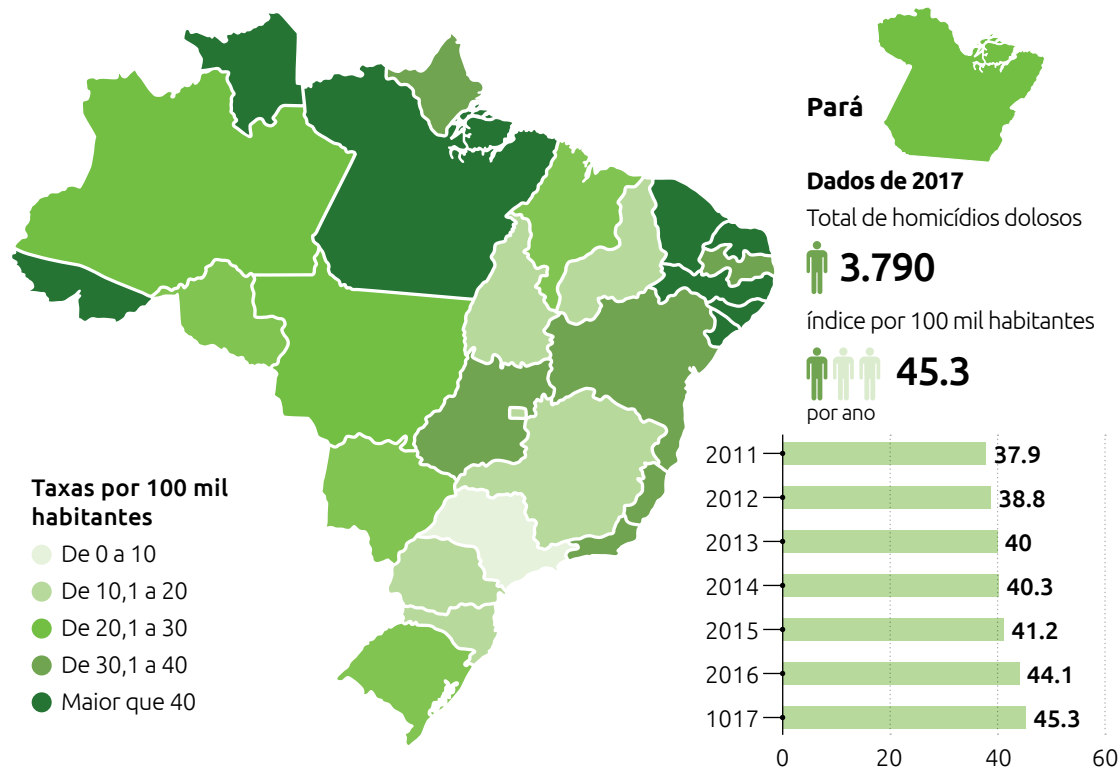 Pará
Dados de 2017
Total de homicídios dolosos
3.790
índice por 100 mil habitantes
45.3
por ano
2011 37.9
2012 38.8
2013 40
2014 40.3
2015 41.2
2016 44.1
1017 45.3
0 20 40 60
Taxas por 100 mil
habitantes
De 0 a 10
De 10,1 a 20
De 20,1 a 30
De 30,1 a 40
Maior que 40